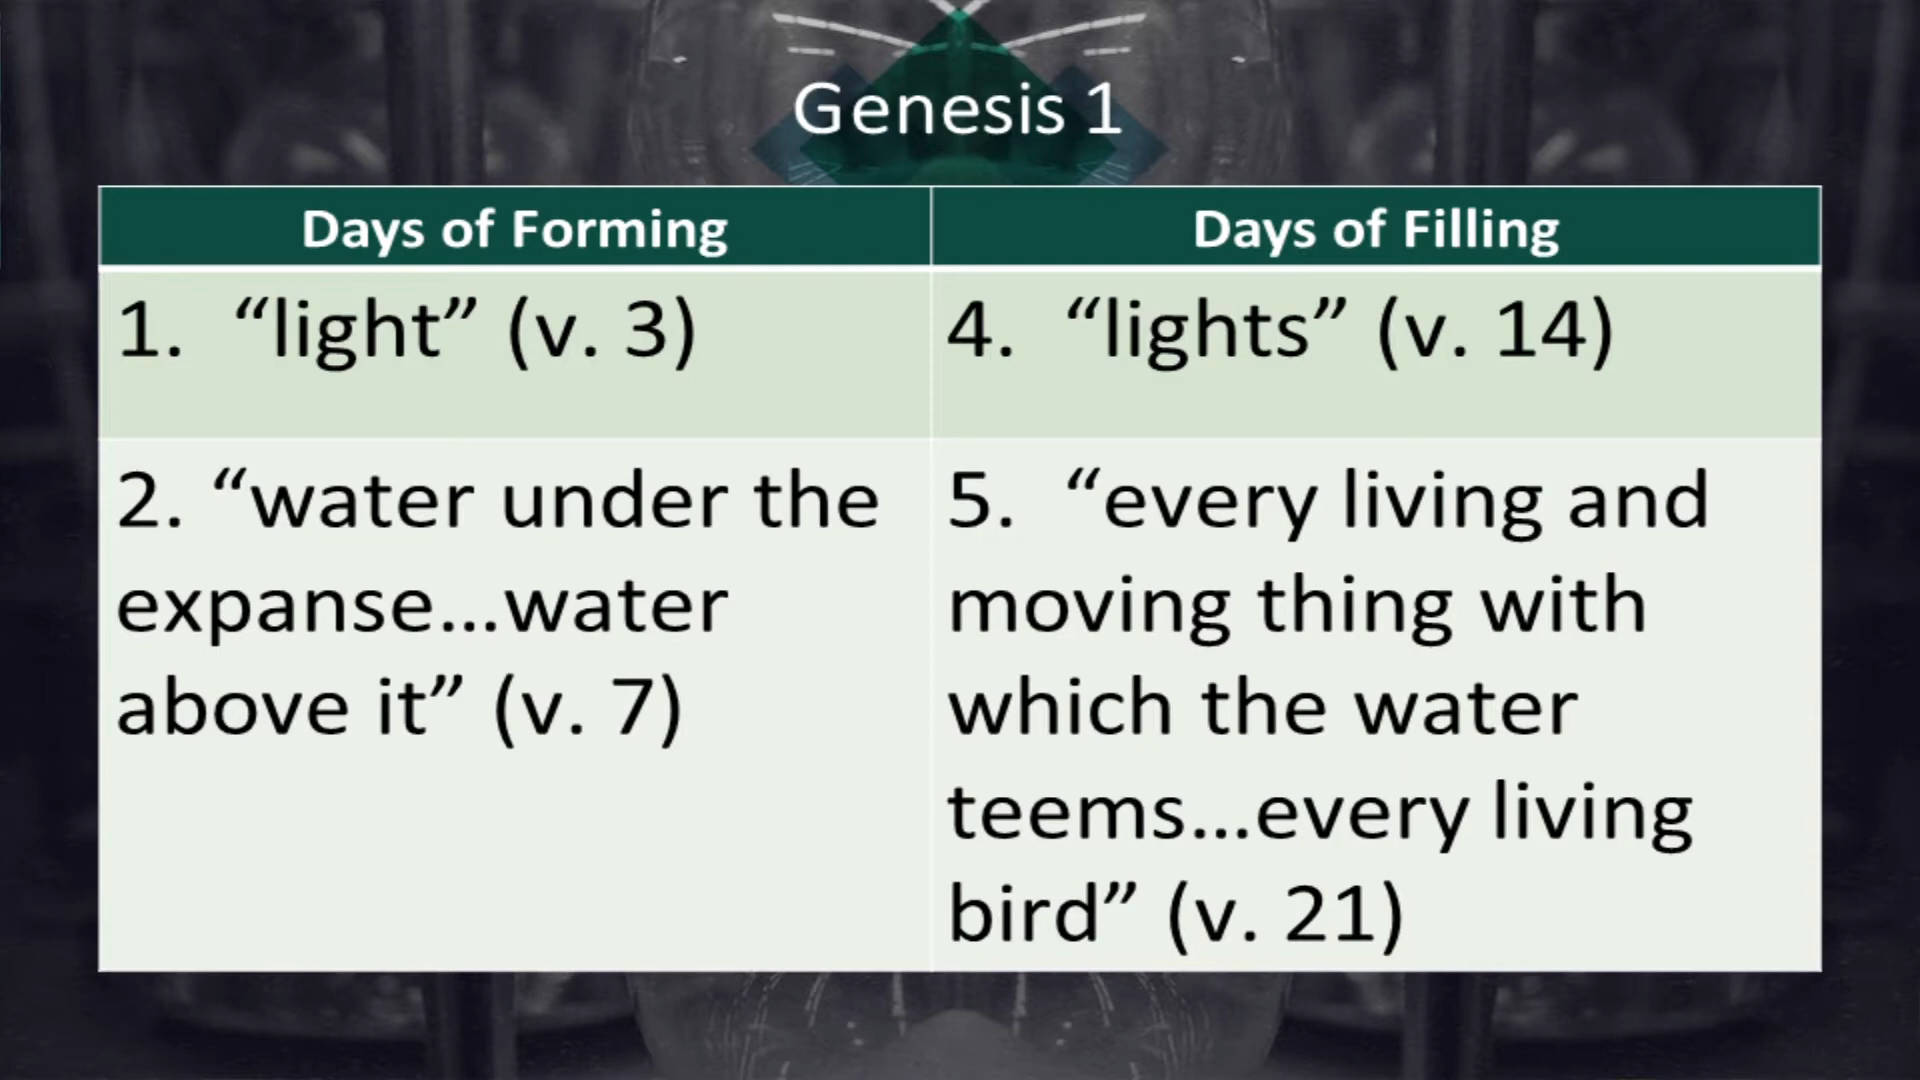 Genesis 1
Days of Forming
Days of Filling
1. “light” (v. 3)
4. “lights” (v. 14)
2. “water under the
expanse...water
above it” (v. 7)
5. “every living and
moving thing with
which the water
teems...every living
bird” (v. 21)